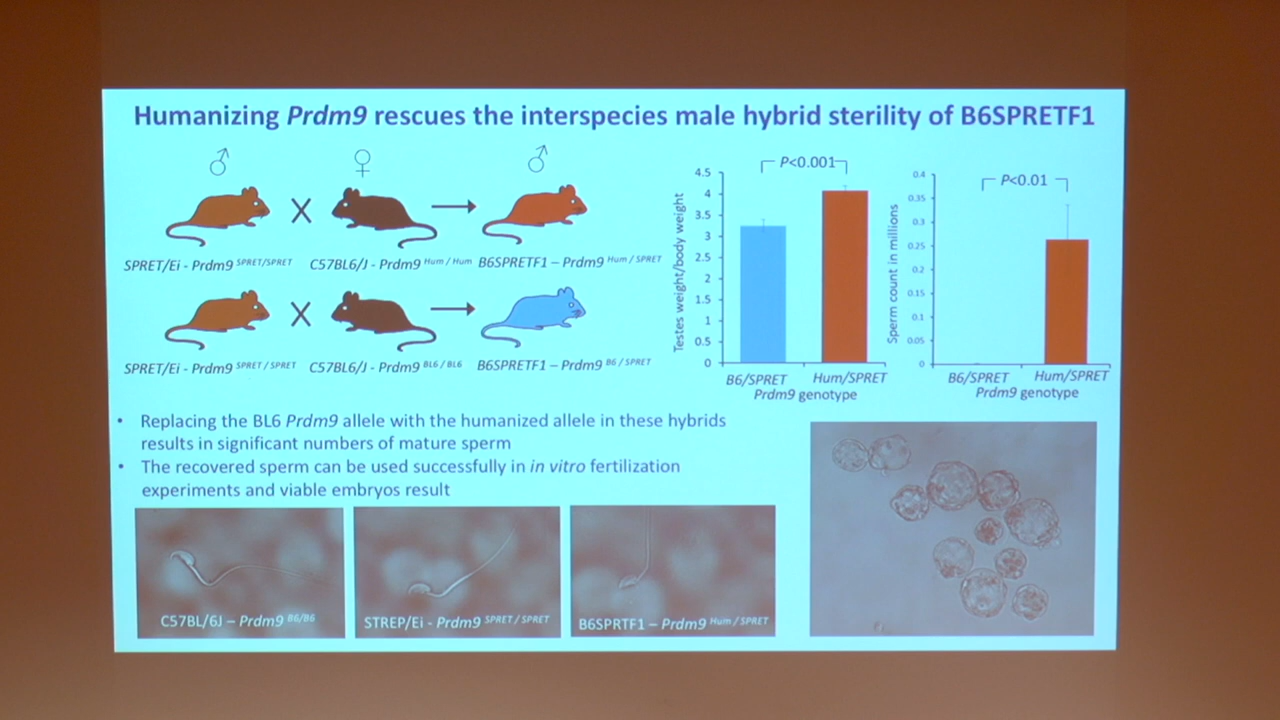 Humanizing Prdm9 rescues the interspecies male hybrid sterility of B6SPRETF1
♂ ♀ ♂
X
SPRET/Ei - Prdm9 SPRET/SPRET C57BL6/J - Prdm9 Hum / Hum B6SPRETF1 – Prdm9 Hum / SPRET
X
SPRET/Ei - Prdm9 SPRET / SPRET C57BL6/J - Prdm9 BL6 / BL6 B6SPRETF1 – Prdm9 B6 / SPRET
P<0.001
Testes weight/body weight
4.5
4
3.5
3
2.5
2
1.5
1
0.5
0
B6/SPRET Hum/SPRET
Prdm9 genotype
P<0.01
Sperm count in millions
0.4
0.35
0.3
0.25
0.2
0.15
0.1
0.05
0
B6/SPRET Hum/SPRET
Prdm9 genotype
• Replacing the BL6 Prdm9 allele with the humanized allele in these hybrids
results in significant numbers of mature sperm
• The recovered sperm can be used successfully in in vitro fertilization
experiments and viable embryos result
C57BL/6J – Prdm9 B6/B6
STREP/Ei - Prdm9 SPRET / SPRET
B6SPRTF1 – Prdm9 Hum / SPRET